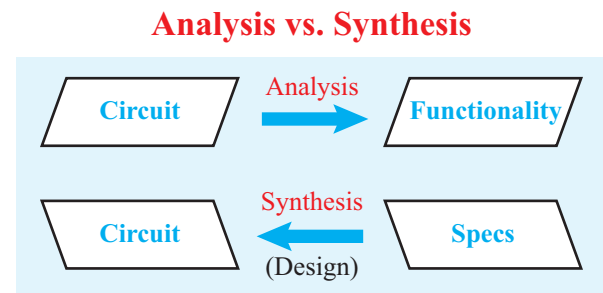 Analysis vs. Synthesis
Analysis
Circuit
Functionality
Synthesis
Circuit
Specs
(Design)